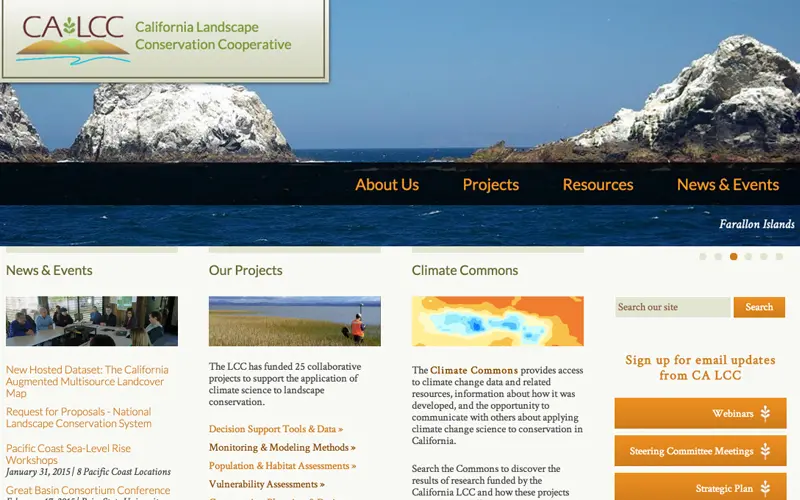 CA LCC
California Landscape
Conservation Cooperative
About Us
Projects
Resources
News & Events
Farallon Islands
News & Events
New Hosted Dataset: The California
Augmented Multisource Landcover
Map
Request for Proposals - National
Landscape Conservation System
Pacific Coast Sea-Level Rise
Workshops
January 31, 2015 | 8 Pacific Coast Locations
Great Basin Consortium Conference
Our Projects
The LCC has funded 25 collaborative
projects to support the application of
climate science to landscape
conservation.
Decision Support Tools & Data »
Monitoring & Modeling Methods »
Population & Habitat Assessments »
Vulnerability Assessments »
Climate Commons
The Climate Commons provides access
to climate change data and related
resources, information about how it was
developed, and the opportunity to
communicate with others about applying
climate change science to conservation in
California.
Search the Commons to discover the
results of research funded by the
California LCC and how these projects
Search our site
Search
Sign up for email updates
from CA LCC
Webinars
Steering Committee Meetings
Strategic Plan